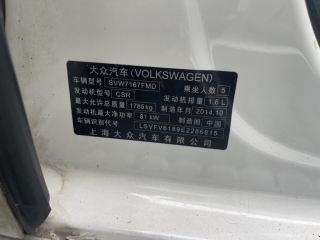 大众汽车(VOLKSWAGEN)
车辆型号 SVW7167FMD 乘坐人数 5
发动机型号 CSR 发动机排量 1.6 L
最大允许总质量 1785kg 制造年月 2014.10
发动机最大净功率 81 kW 制造国 中国
车辆识别代号 LSVFV6189E2266815
上海大众汽车有限公司